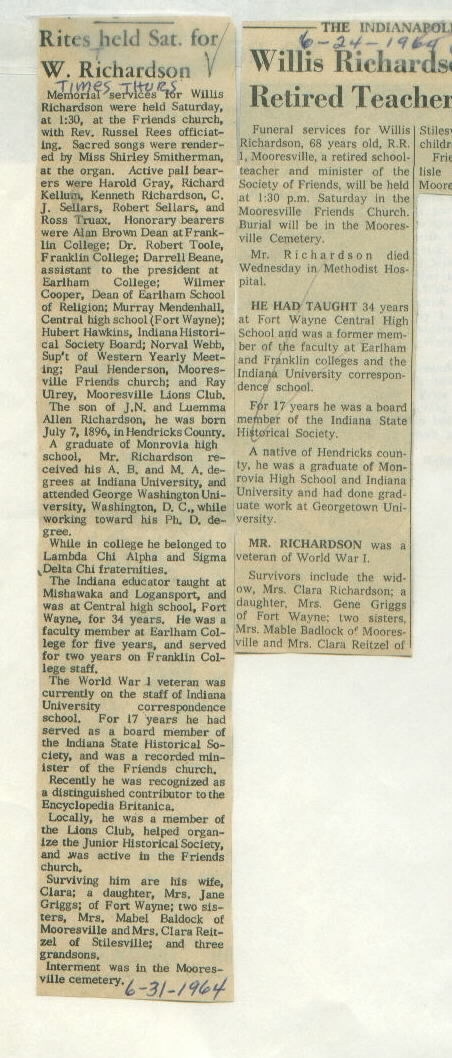 Rites held Sat. for
W. Richardson
TIMES THURS
Memorial services for Willis
Richardson were held Saturday,
at 1:30, at the Friends church,
with Rev. Russel Rees officiat-
ing. Sacred songs were render-
ed by Miss Shirley Smitherman,
at the organ. Active pall bear-
ers were Harold Gray, Richard
Kellum, Kenneth Richardson, C.
J. Sellars, Robert Sellars, and
Ross Truax. Honorary bearers
were Alan Brown Dean at Frank-
lin College; Dr. Robert Toole,
Franklin College; Darrell Beane,
assistant to the president at
Earlham College; Wilmer
Cooper, Dean of Earlham School
of Religion; Murray Mendenhall,
Central high school (Fort Wayne);
Hubert Hawkins, Indiana Histori-
cal Society Board; Norval Webb,
Sup't of Western Yearly Meet-
ing; Paul Henderson, Moores-
ville Friends church; and Ray
Ulrey, Mooresville Lions Club.
The son of J.N. and Luemma
Allen Richardson, he was born
July 7, 1896, in Hendricks County.
A graduate of Monrovia high
school, Mr. Richardson re-
ceived his A. B. and M. A. de-
grees at Indiana University, and
attended George Washington Uni-
versity, Washington, D. C., while
working toward his Ph. D. de-
gree.
While in college he belonged to
Lambda Chi Alpha and Sigma
Delta Chi fraternities.
The Indiana educator taught at
Mishawaka and Logansport, and
was at Central high school, Fort
Wayne, for 34 years. He was a
faculty member at Earlham Col-
lege for five years, and served
for two years on Franklin Col-
lege staff.
The World War I veteran was
currently on the staff of Indiana
University correspondence
school. For 17 years he had
served as a board member of
the Indiana State Historical So-
ciety, and was a recorded min-
ister of the Friends church.
Recently he was recognized as
a distinguished contributor to the
Encyclopedia Britanica.
Locally, he was a member of
the Lions Club, helped organ-
ize the Junior Historical Society,
and was active in the Friends
church.
Surviving him are his wife,
Clara; a daughter, Mrs. Jane
Griggs; of Fort Wayne; two sis-
ters, Mrs. Mabel Baldock of
Mooresville and Mrs. Clara Reit-
zel of Stilesville; and three
grandsons.
Interment was in the Moores-
ville cemetery.
6-31-1964
THE INDIANAPOL
6-24-1964
Willis Richards
Retired Teacher
Funeral services for Willis
Richardson, 68 years old, R.R.
1, Mooresville, a retired school-
teacher and minister of the
Society of Friends, will be held
at 1:30 p.m. Saturday in the
Mooresville Friends Church.
Burial will be in the Moores-
ville Cemetery.
Mr. Richardson died
Wednesday in Methodist Hos-
pital.
HE HAD TAUGHT 34 years
at Fort Wayne Central High
School and was a former mem-
ber of the faculty at Earlham
and Franklin colleges and the
Indiana University correspon-
dence school.
For 17 years he was a board
member of the Indiana State
Historical Society.
A native of Hendricks coun-
ty, he was a graduate of Mon-
rovia High School and Indiana
University and had done grad-
uate work at Georgetown Uni-
versity.
MR. RICHARDSON was a
veteran of World War I.
Survivors include the wid-
ow, Mrs. Clara Richardson; a
daughter, Mrs. Gene Griggs
of Fort Wayne; two sisters,
Mrs. Mable Badlock of Moores-
ville and Mrs. Clara Reitzel of
Stilesv
childr
Frie
lisle
Moore